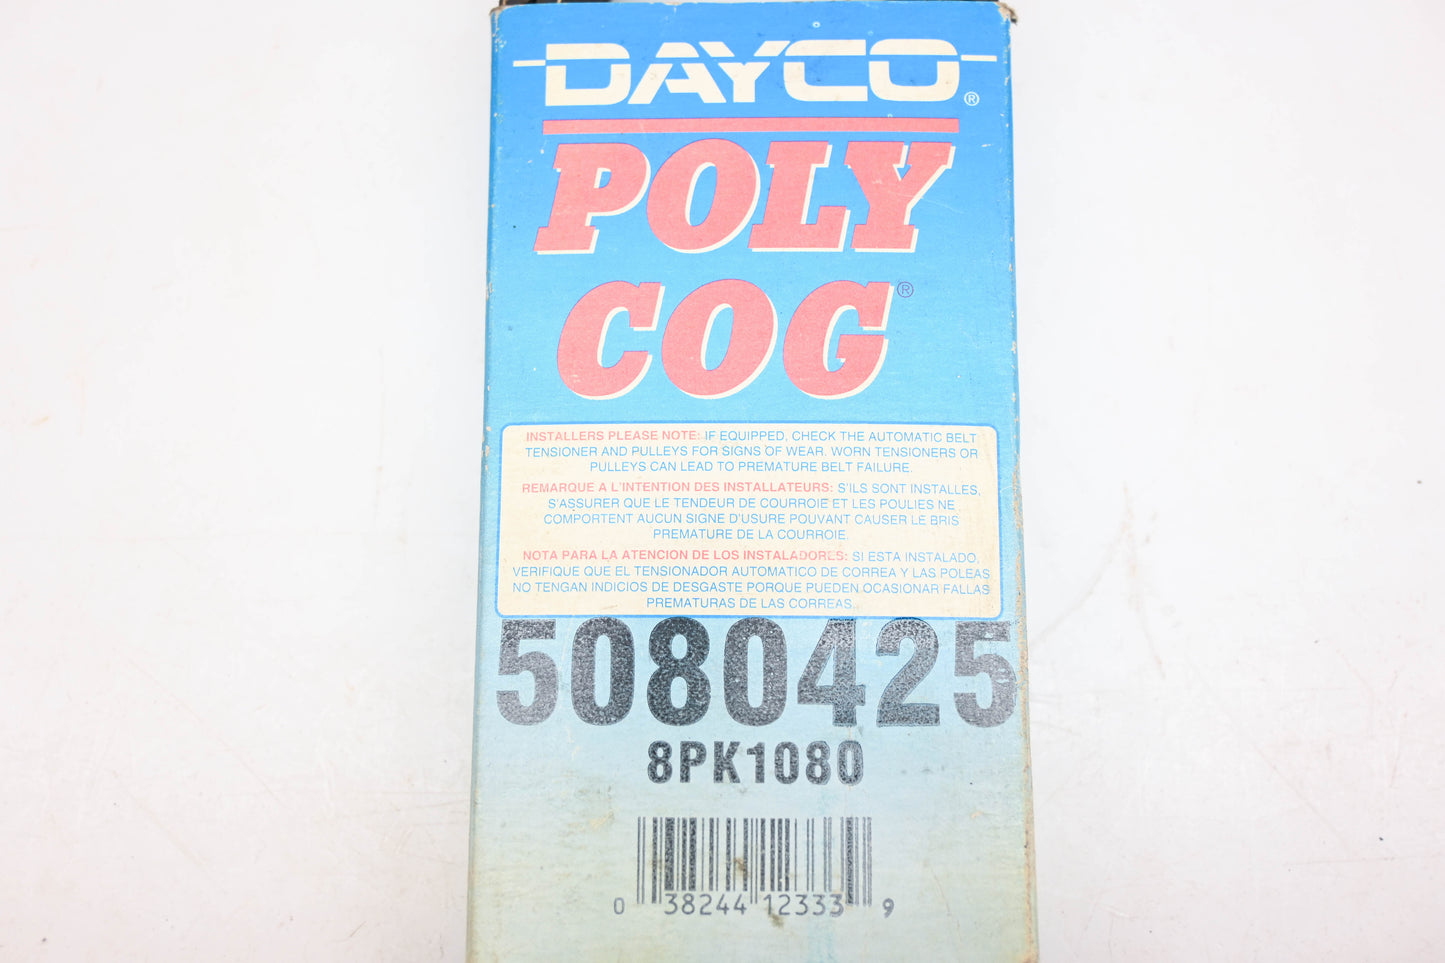 DAYCO®
POLY
COG®
INSTALLERS PLEASE NOTE: IF EQUIPPED, CHECK THE AUTOMATIC BELT
TENSIONER AND PULLEYS FOR SIGNS OF WEAR. WORN TENSIONERS OR
PULLEYS CAN LEAD TO PREMATURE BELT FAILURE.
REMARQUE A L'INTENTION DES INSTALLATEURS: S'ILS SONT INSTALLES,
S'ASSURER QUE LE TENDEUR DE COURROIE ET LES POULIES NE
COMPORTENT AUCUN SIGNE D'USURE POUVANT CAUSER LE BRIS
PREMATURE DE LA COURROIE.
NOTA PARA LA ATENCION DE LOS INSTALADORES: SI ESTA INSTALADO,
VERIFIQUE QUE EL TENSIONADOR AUTOMATICO DE CORREA Y LAS POLEAS
NO TENGAN INDICIOS DE DESGASTE PORQUE PUEDEN OCASIONAR FALLAS
PREMATURAS DE LAS CORREAS.
5080425
8PK1080
0 38244 12333 9